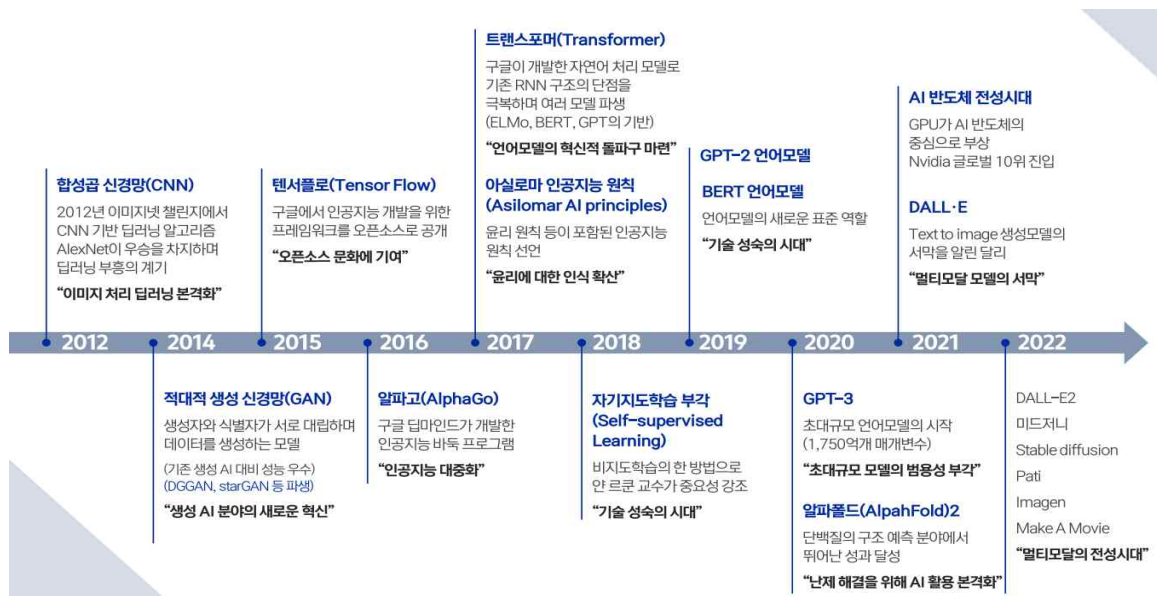 트랜스포머(Transformer)
구글이 개발한 자연어 처리 모델로
기존 RNN 구조의 단점을
극복하며 여러 모델 파생
(ELMo, BERT, GPT의 기반)
“언어모델의 혁신적 돌파구 마련”
AI 반도체 전성시대
GPU가 AI 반도체의
중심으로 부상
Nvidia 글로벌 10위 진입
합성곱 신경망(CNN)
2012년 이미지넷 챌린지에서
CNN 기반 딥러닝 알고리즘
AlexNet이 우승을 차지하며
딥러닝 부흥의 계기
“이미지 처리 딥러닝 본격화”
텐서플로(Tensor Flow)
구글에서 인공지능 개발을 위한
프레임워크를 오픈소스로 공개
“오픈소스 문화에 기여”
아실로마 인공지능 원칙
(Asilomar AI principles)
윤리 원칙 등이 포함된 인공지능
원칙 선언
“윤리에 대한 인식 확산”
GPT-2 언어모델
BERT 언어모델
언어모델의 새로운 표준 역할
“기술 성숙의 시대”
DALL·E
Text to image 생성모델의
서막을 알린 달리
“멀티모달 모델의 서막”
2012 2014 2015 2016 2017 2018 2019 2020 2021 2022
적대적 생성 신경망(GAN)
생성자와 식별자가 서로 대립하며
데이터를 생성하는 모델
(기존 생성 AI 대비 성능 우수)
(DGGAN, starGAN 등 파생)
“생성 AI 분야의 새로운 혁신”
알파고(AlphaGo)
구글 딥마인드가 개발한
인공지능 바둑 프로그램
“인공지능 대중화”
자기지도학습 부각
(Self-supervised
Learning)
비지도학습의 한 방법으로
얀 르쿤 교수가 중요성 강조
“기술 성숙의 시대”
GPT-3
초대규모 언어모델의 시작
(1,750억개 매개변수)
“초대규모 모델의 범용성 부각”
알파폴드(AlpahFold)2
단백질의 구조 예측 분야에서
뛰어난 성과 달성
“난제 해결을 위해 AI 활용 본격화”
DALL-E2
미드저니
Stable diffusion
Pati
Imagen
Make A Movie
“멀티모달의 전성시대”